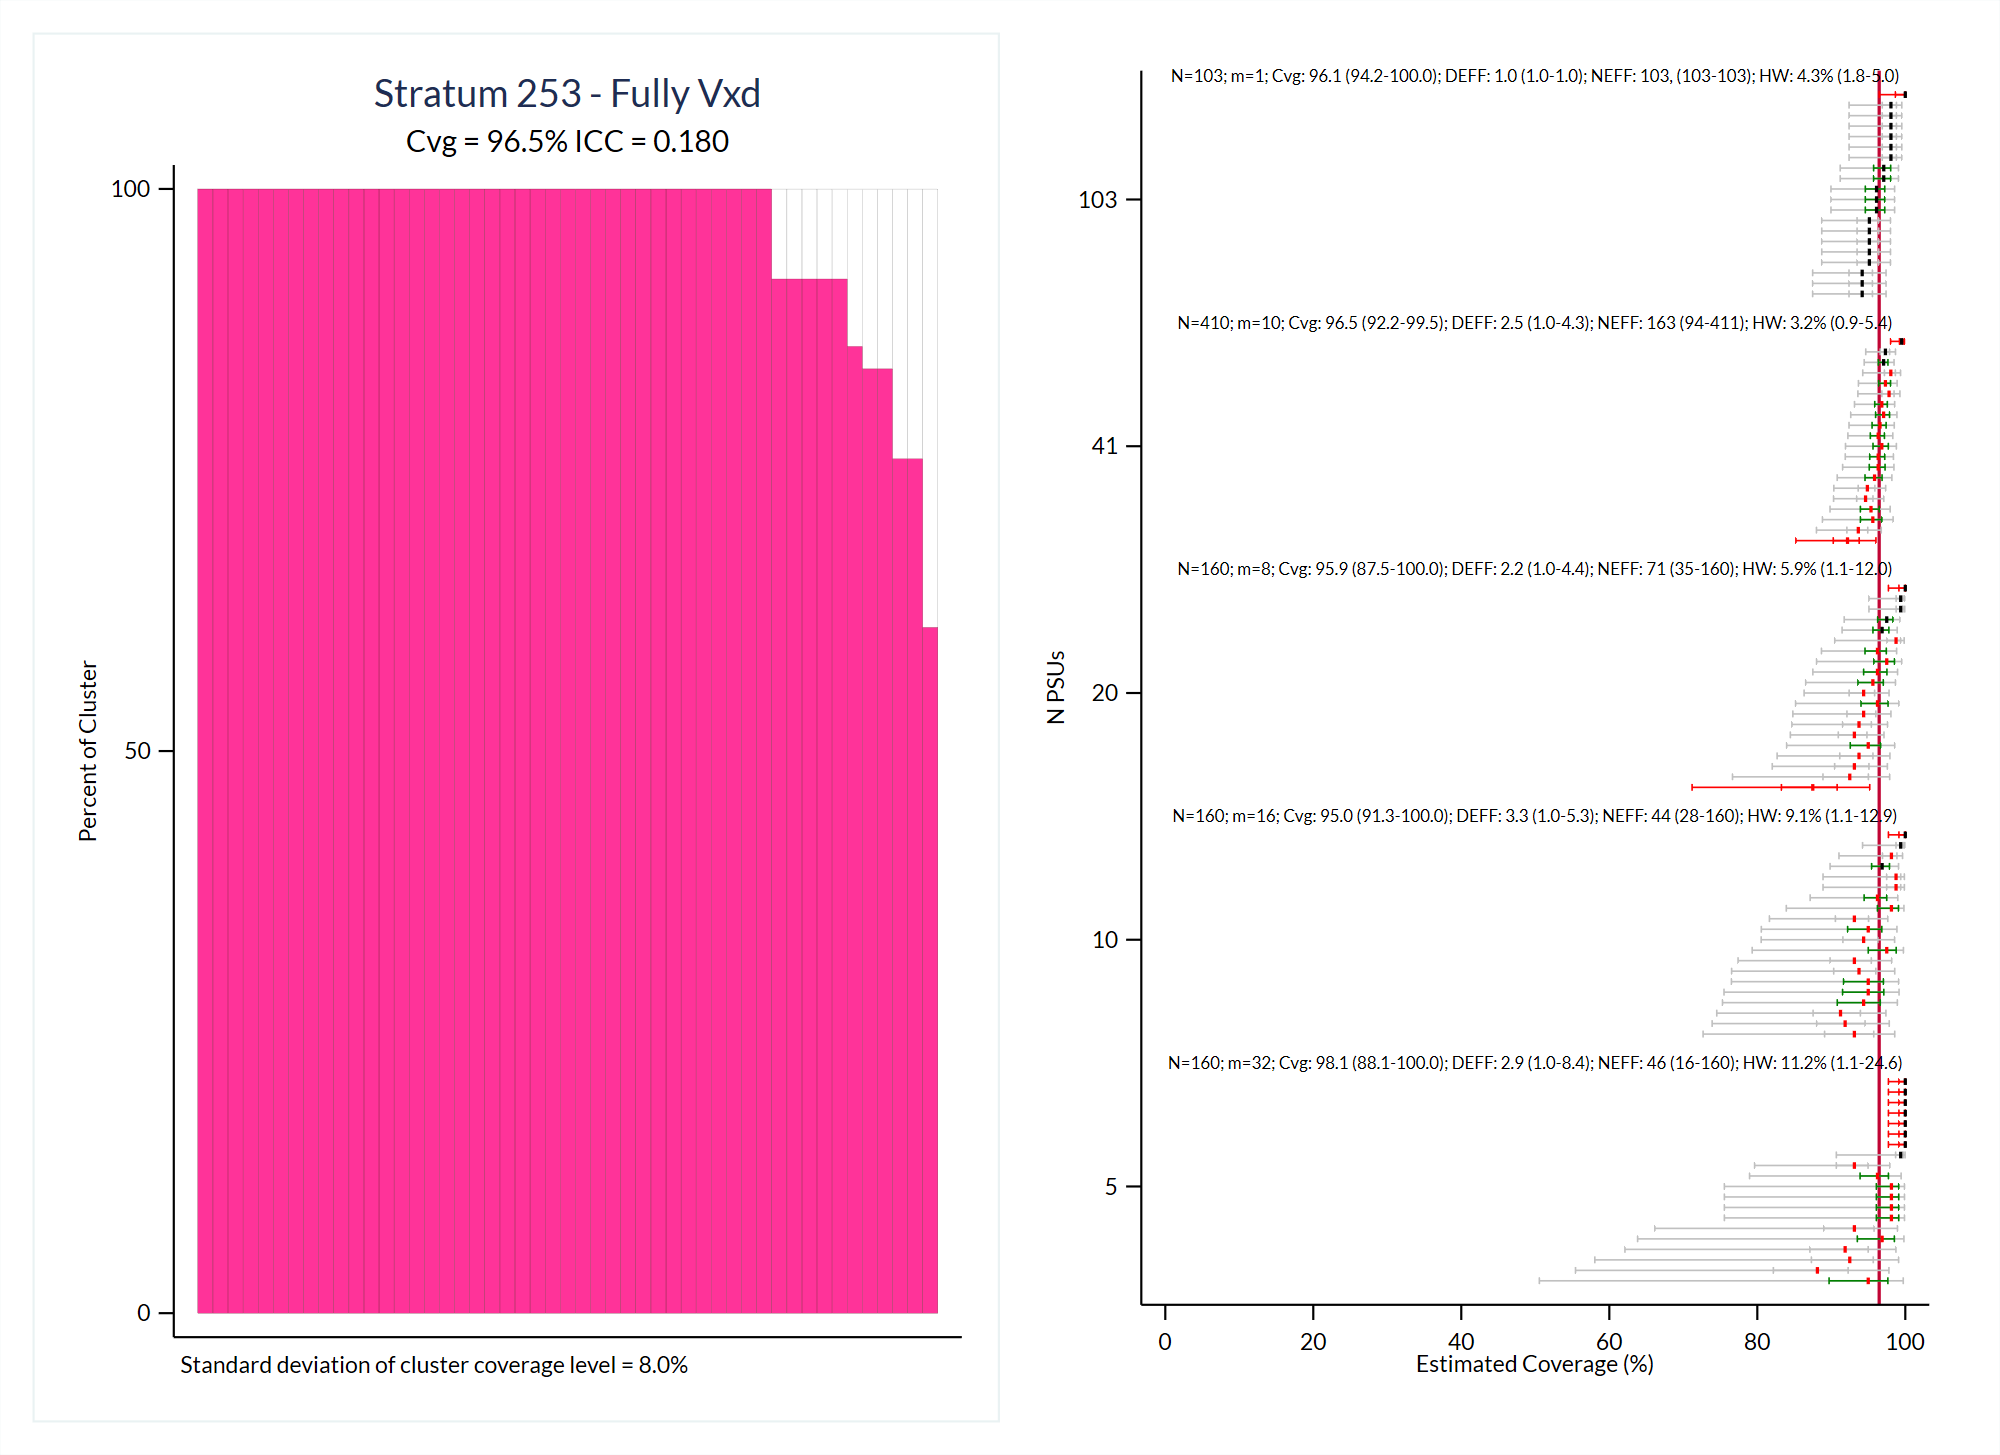 Stratum 253 - Fully Vxd
Cvg = 96.5% ICC = 0.180
100
50
0
Percent of Cluster
Standard deviation of cluster coverage level = 8.0%
N=103; m=1; Cvg: 96.1 (94.2-100.0); DEFF: 1.0 (1.0-1.0); NEFF: 103, (103-103); HW: 4.3% (1.8-5.0)
103
N=410; m=10; Cvg: 96.5 (92.2-99.5); DEFF: 2.5 (1.0-4.3); NEFF: 163 (94-411); HW: 3.2% (0.9-5.4)
41
N=160; m=8; Cvg: 95.9 (87.5-100.0); DEFF: 2.2 (1.0-4.4); NEFF: 71 (35-160); HW: 5.9% (1.1-12.0)
20
N=160; m=16; Cvg: 95.0 (91.3-100.0); DEFF: 3.3 (1.0-5.3); NEFF: 44 (28-160); HW: 9.1% (1.1-12.9)
10
N=160; m=32; Cvg: 98.1 (88.1-100.0); DEFF: 2.9 (1.0-8.4); NEFF: 46 (16-160); HW: 11.2% (1.1-24.6)
5
N PSUs
0 20 40 60 80 100
Estimated Coverage (%)